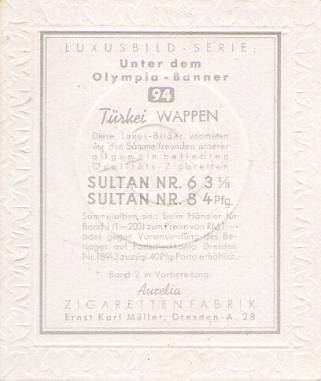 LUXUSBILD-SERIE:
Unter dem
Olympia-Banner
94
Türkei WAPPEN
Diese Luxus-Bilder widmeten
wir den Sammelfreunden unserer
allgemein beliebten
Qualitäts-Zigaretten
SULTAN NR. 6 3 ⅓
SULTAN NR. 8 4 Pfg.
Sammelalben sind beim Händler für
Band 1 (1-200) zum Preise von RM 1.-
oder gegen Voreinsendung des Be-
trages auf Postscheckkonto Dresden
Nr. 18913 zuzügl. 40 Pfg. Porto erhältlich.
Band 2 in Vorbereitung.
Aurelia
ZIGARETTENFABRIK
Ernst Karl Müller, Dresden-A. 28